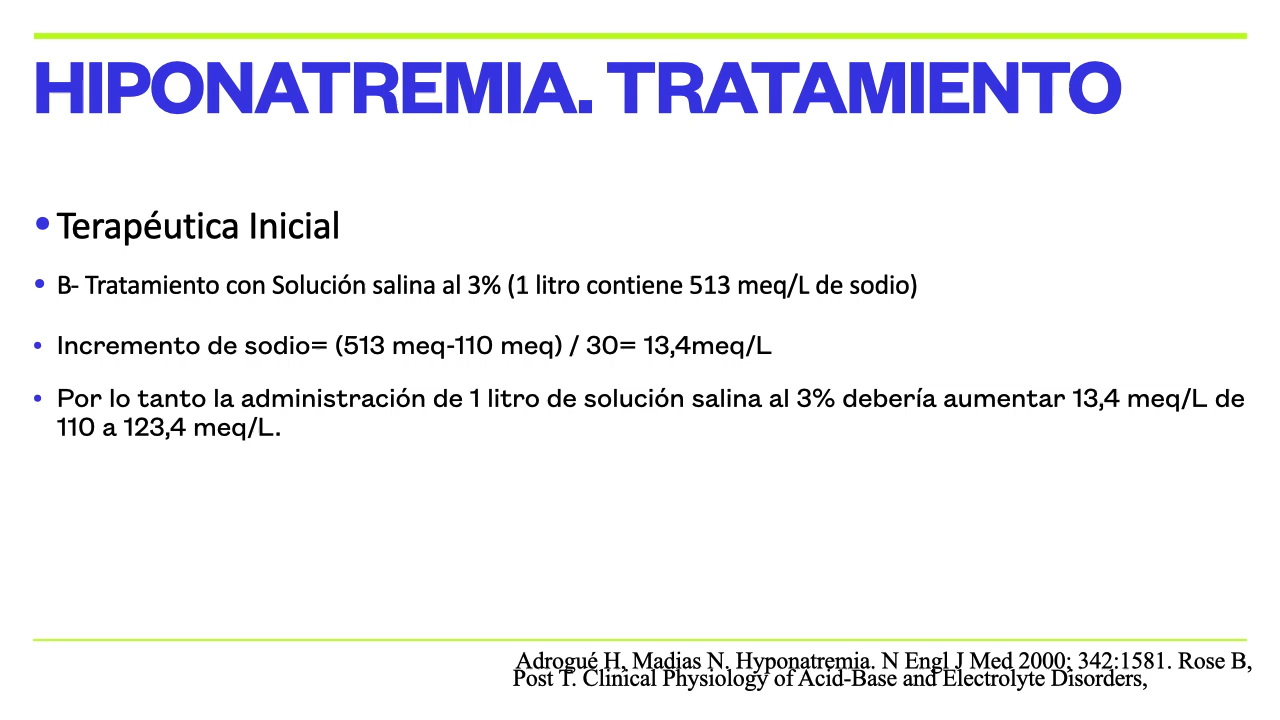 HIPONATREMIA. TRATAMIENTO
• Terapéutica Inicial
• B- Tratamiento con Solución salina al 3% (1 litro contiene 513 meq/L de sodio)
• Incremento de sodio= (513 meq-110 meq) / 30= 13,4meq/L
• Por lo tanto la administración de 1 litro de solución salina al 3% debería aumentar 13,4 meq/L de
110 a 123,4 meq/L.
Adrogué H, Madias N. Hyponatremia. N Engl J Med 2000; 342:1581. Rose B,
Post T. Clinical Physiology of Acid-Base and Electrolyte Disorders,